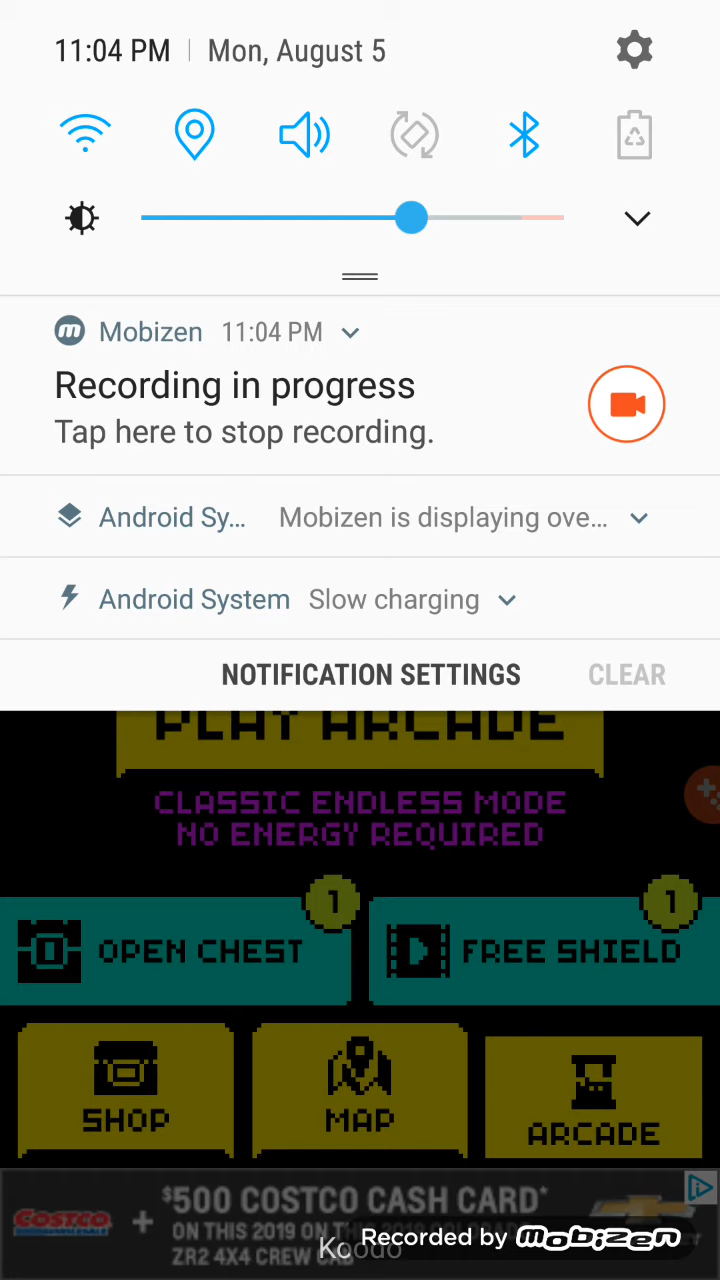 11:04 PM | Mon, August 5
Mobizen 11:04 PM
Recording in progress
Tap here to stop recording.
Android Sy... Mobizen is displaying ove...
Android System Slow charging
NOTIFICATION SETTINGS CLEAR
PLAY ARCADE
CLASSIC ENDLESS MODE
NO ENERGY REQUIRED
1 1
OPEN CHEST FREE SHIELD
SHOP MAP ARCADE
COSTCO + $500 COSTCO CASH CARD*
ON THIS 2019
ZR2 4X4 CREW CAB
Koodo
Recorded by mobizen